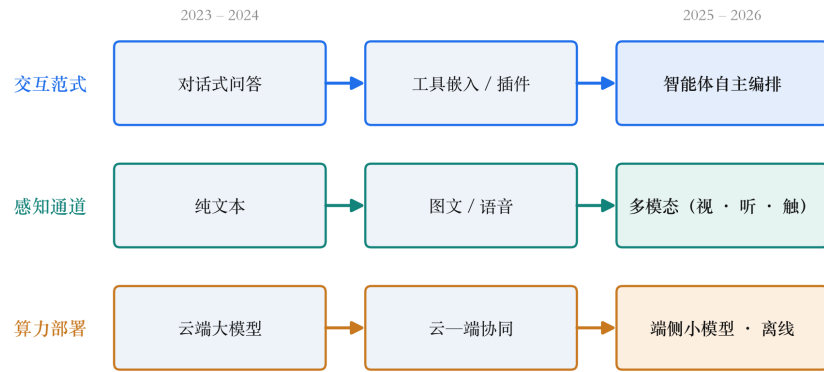 2023 – 2024
2025 – 2026
交互范式
对话式问答
工具嵌入 / 插件
智能体自主编排
感知通道
纯文本
图文 / 语音
多模态（视 · 听 · 触）
算力部署
云端大模型
云—端协同
端侧小模型 · 离线